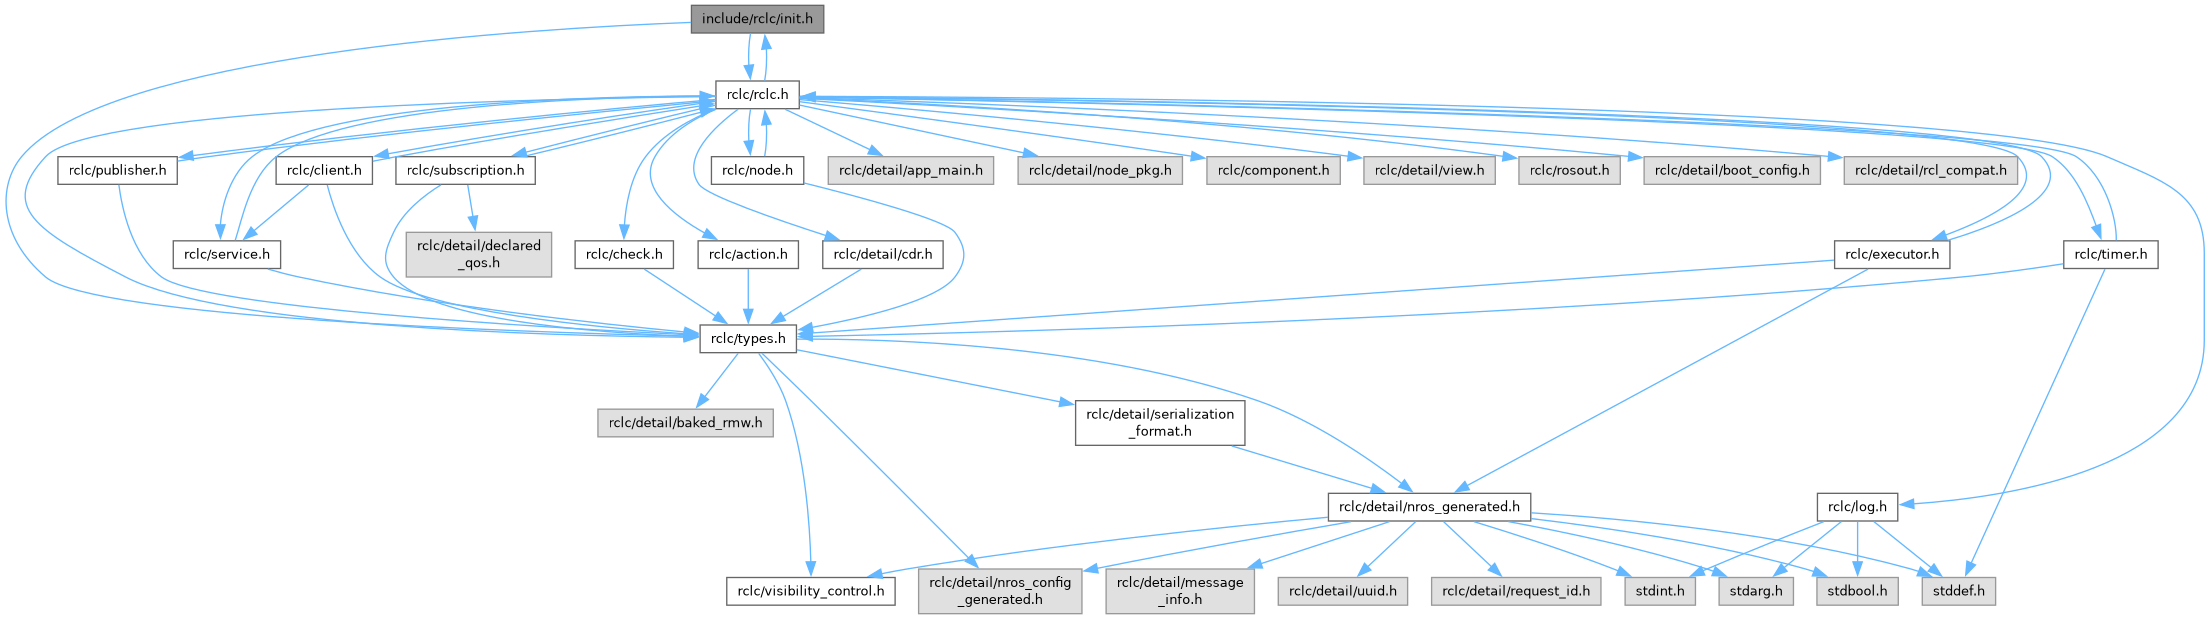 include/rclc/init.h
rclc/rclc.h
rclc/publisher.h
rclc/client.h
rclc/subscription.h
rclc/node.h
rclc/detail/app_main.h
rclc/detail/node_pkg.h
rclc/component.h
rclc/detail/view.h
rclc/rosout.h
rclc/detail/boot_config.h
rclc/detail/rcl_compat.h
rclc/service.h
rclc/detail/declared
_qos.h
rclc/check.h
rclc/action.h
rclc/detail/cdr.h
rclc/executor.h
rclc/timer.h
rclc/types.h
rclc/detail/baked_rmw.h
rclc/detail/serialization
_format.h
rclc/detail/nros_generated.h
rclc/log.h
rclc/visibility_control.h
rclc/detail/nros_config
_generated.h
rclc/detail/message
_info.h
rclc/detail/uuid.h
rclc/detail/request_id.h
stdint.h
stdarg.h
stdbool.h
stddef.h